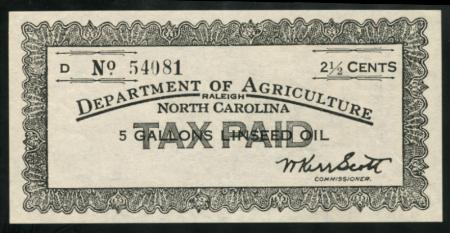 D No 54081 2½ CENTS
DEPARTMENT OF AGRICULTURE
RALEIGH
NORTH CAROLINA
5 GALLONS LINSEED OIL
TAX PAID
W Kerr Scott
COMMISSIONER.